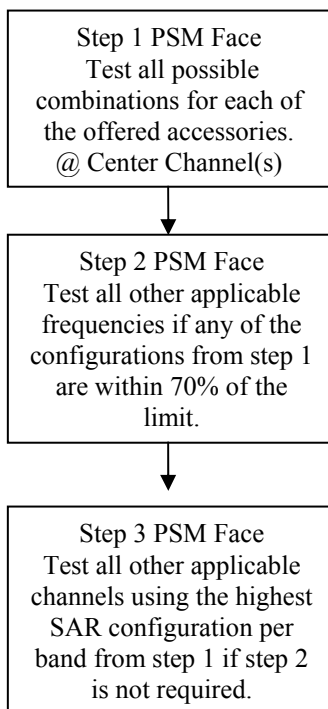 Step 1 PSM Face
Test all possible
combinations for each of
the offered accessories.
@ Center Channel(s)
Step 2 PSM Face
Test all other applicable
frequencies if any of the
configurations from step 1
are within 70% of the
limit.
Step 3 PSM Face
Test all other applicable
channels using the highest
SAR configuration per
band from step 1 if step 2
is not required.